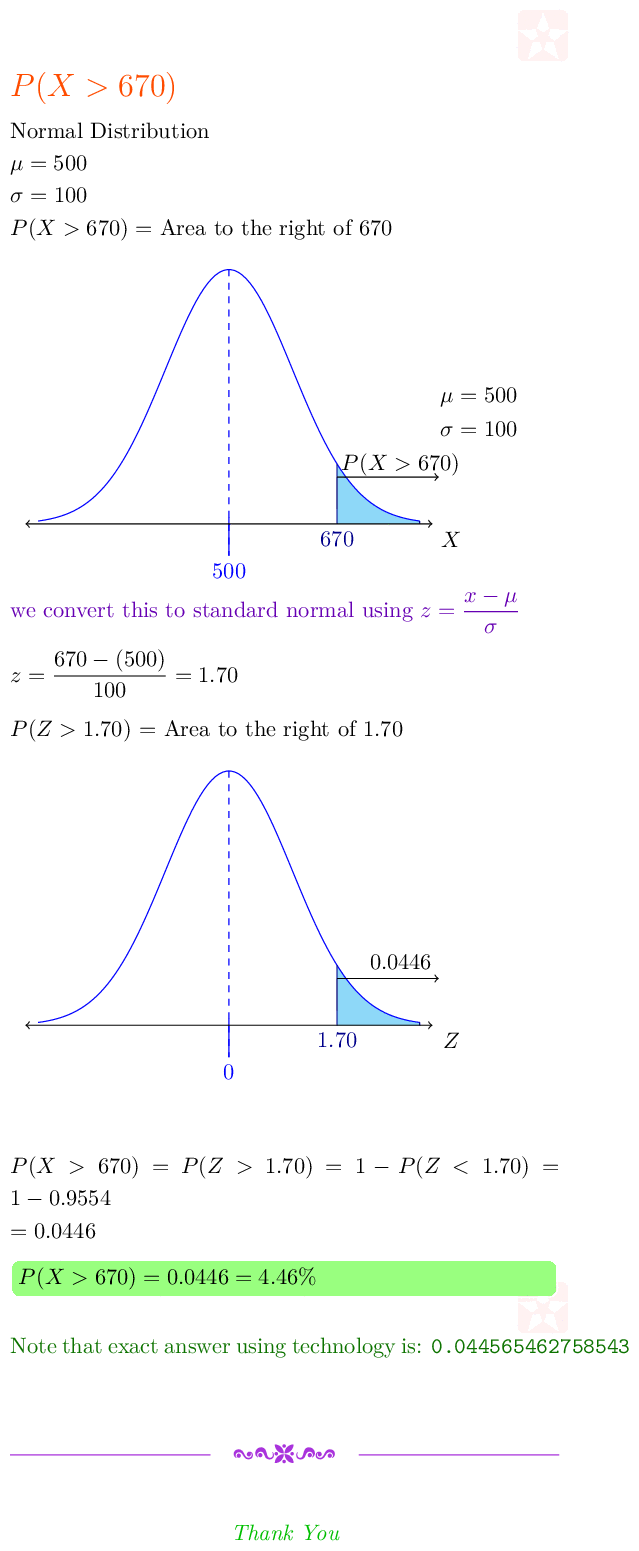 P(X > 670)
Normal Distribution
μ = 500
σ = 100
P(X > 670) = Area to the right of 670
μ = 500
σ = 100
P(X > 670)
670
X
500
we convert this to standard normal using z = \frac{x − μ}{σ}
z = \frac{670 − (500)}{100} = 1.70
P(Z > 1.70) = Area to the right of 1.70
0.0446
1.70
Z
0
P(X > 670) = P(Z > 1.70) = 1 − P(Z < 1.70) =
1 − 0.9554
= 0.0446
P(X > 670) = 0.0446 = 4.46%
Note that exact answer using technology is: 0.044565462758543
Thank You